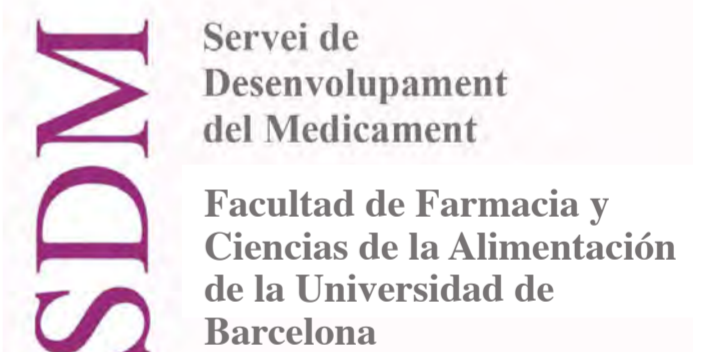 SDM
Servei de
Desenvolupament
del Medicament
Facultad de Farmacia y
Ciencias de la Alimentación
de la Universidad de
Barcelona